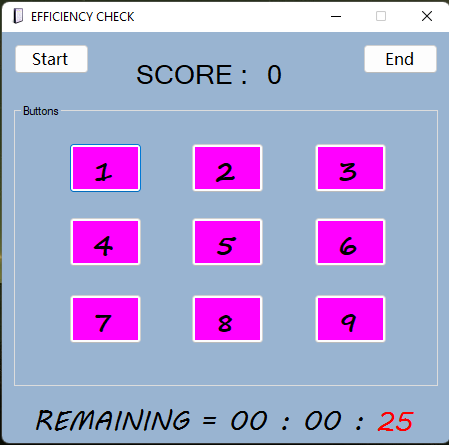 EFFICIENCY CHECK
Start
End
SCORE : 0
Buttons
1 2 3
4 5 6
7 8 9
REMAINING = 00 : 00 : 25